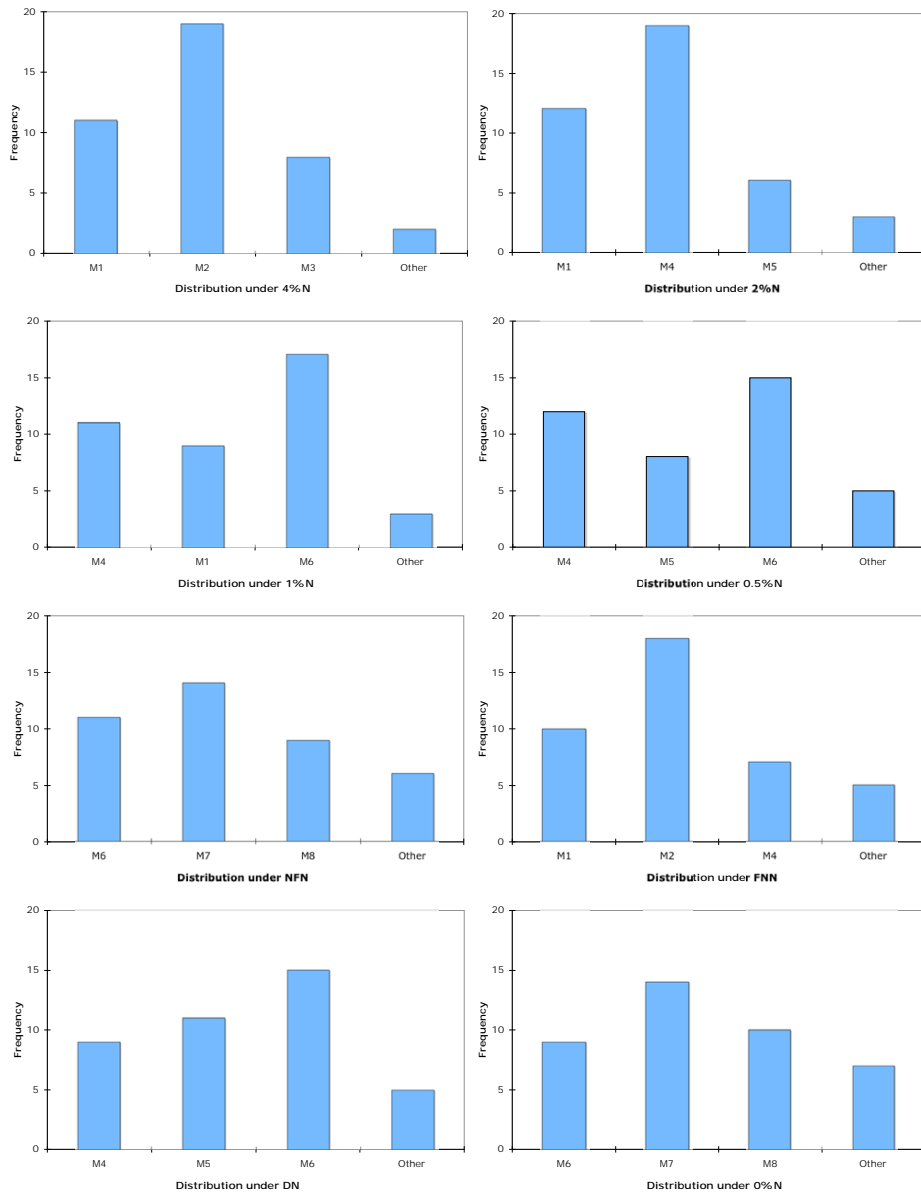 20
15
10
5
0
Frequency
M1 M2 M3 Other
Distribution under 4%N
20
15
10
5
0
Frequency
M1 M4 M5 Other
Distribution under 2%N
20
15
10
5
0
Frequency
M4 M1 M6 Other
Distribution under 1%N
20
15
10
5
0
Frequency
M4 M5 M6 Other
Distribution under 0.5%N
20
15
10
5
0
Frequency
M6 M7 M8 Other
Distribution under NFN
20
15
10
5
0
Frequency
M1 M2 M4 Other
Distribution under FNN
20
15
10
5
0
Frequency
M4 M5 M6 Other
Distribution under DN
20
15
10
5
0
Frequency
M6 M7 M8 Other
Distribution under 0%N